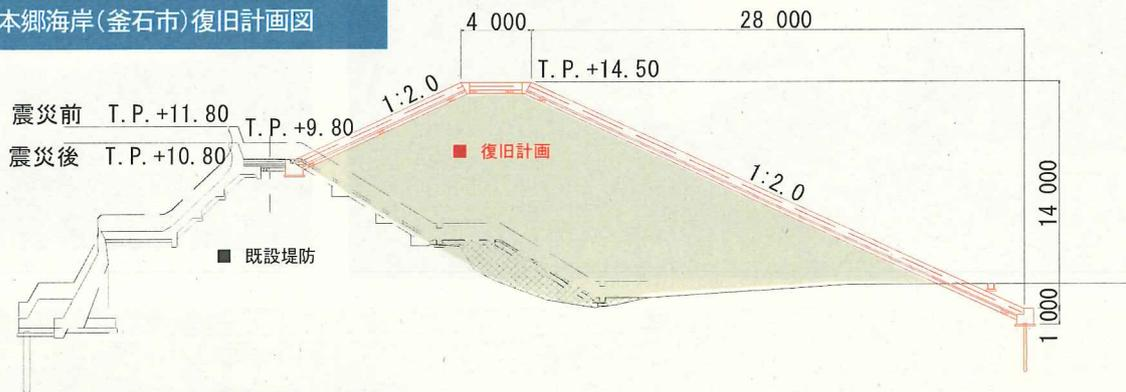 本郷海岸(釜石市)復旧計画図
4 000
28 000
T.P.+14.50
1:2.0
震災前 T.P.+11.80
T.P.+9.80
震災後 T.P.+10.80
■ 復旧計画
1:2.0
14 000
■ 既設堤防
1 000